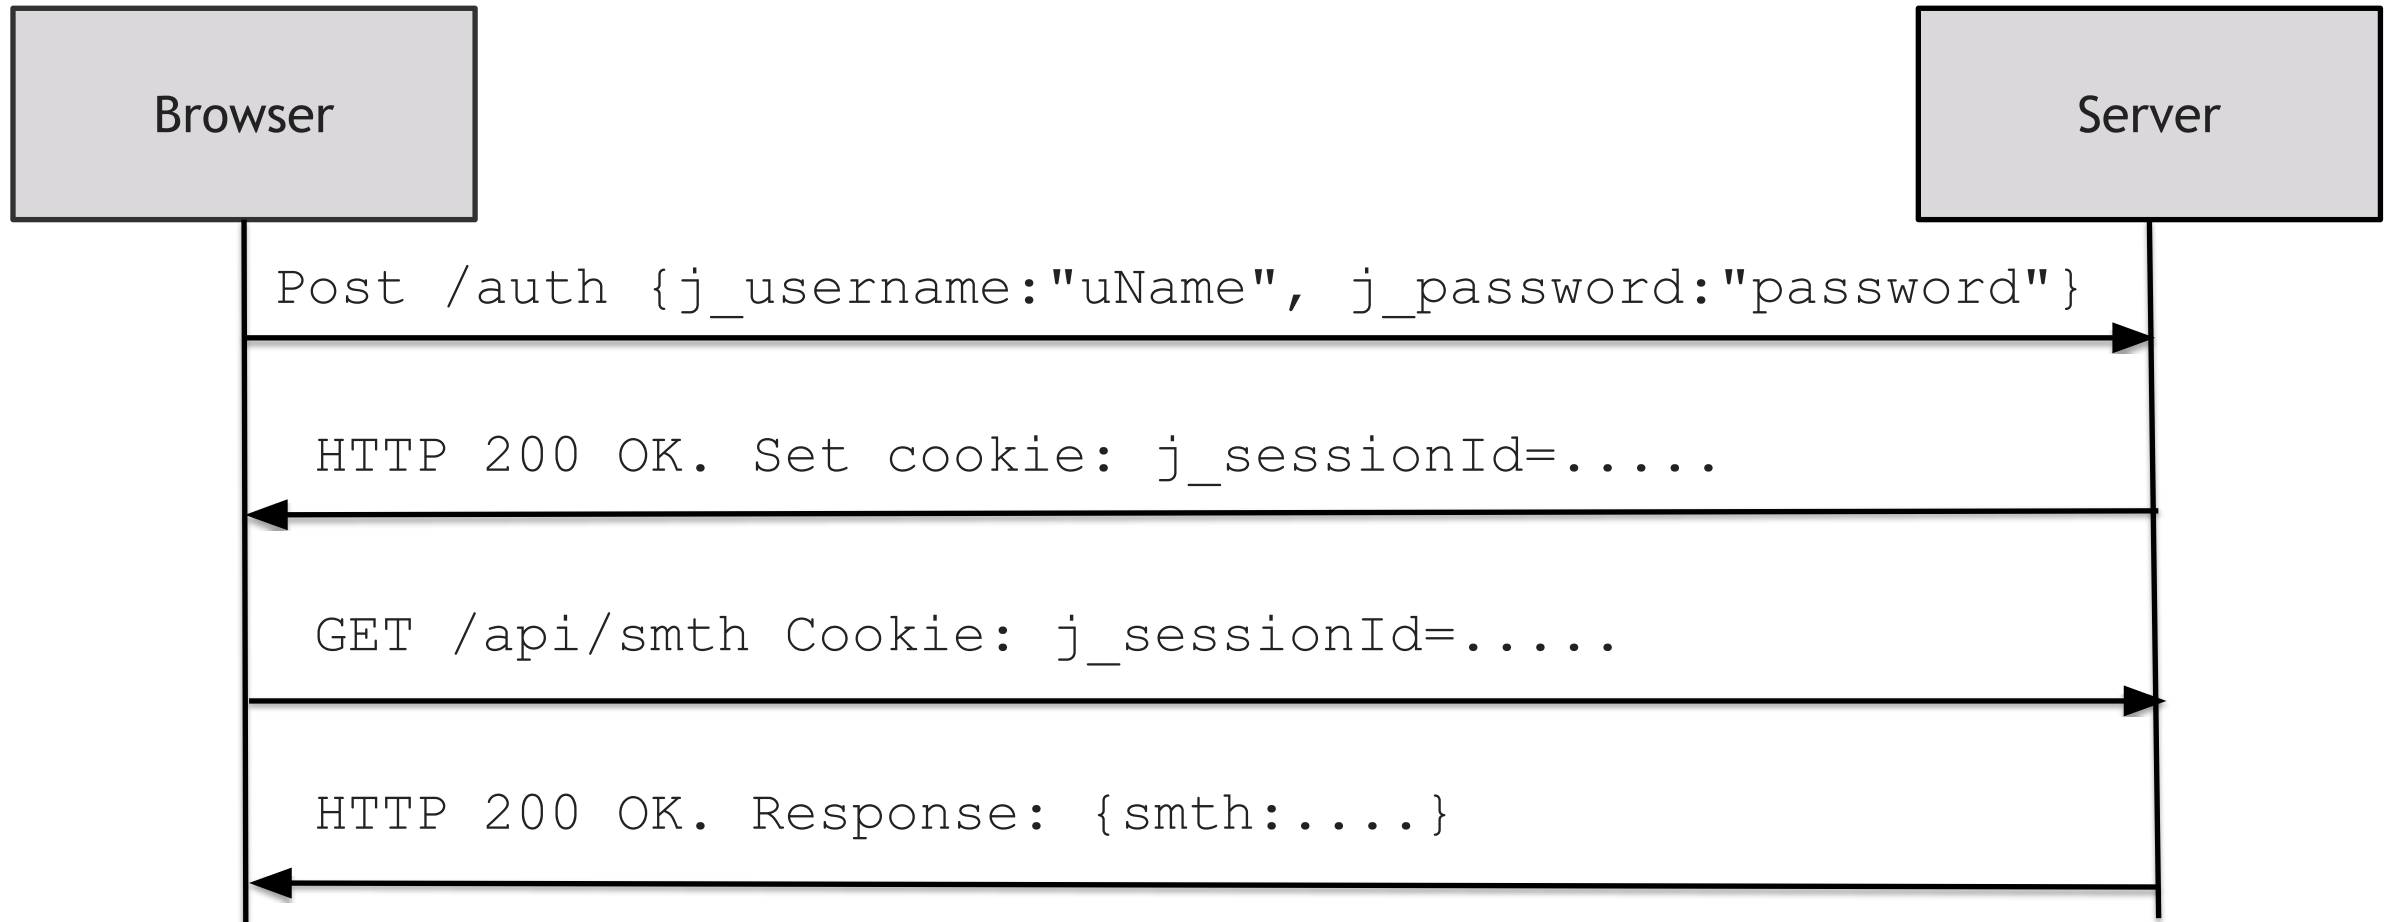 Browser
Server
Post /auth {j_username:"uName", j_password:"password"}
HTTP 200 OK. Set cookie: j_sessionId=.....
GET /api/smth Cookie: j_sessionId=.....
HTTP 200 OK. Response: {smth:....}